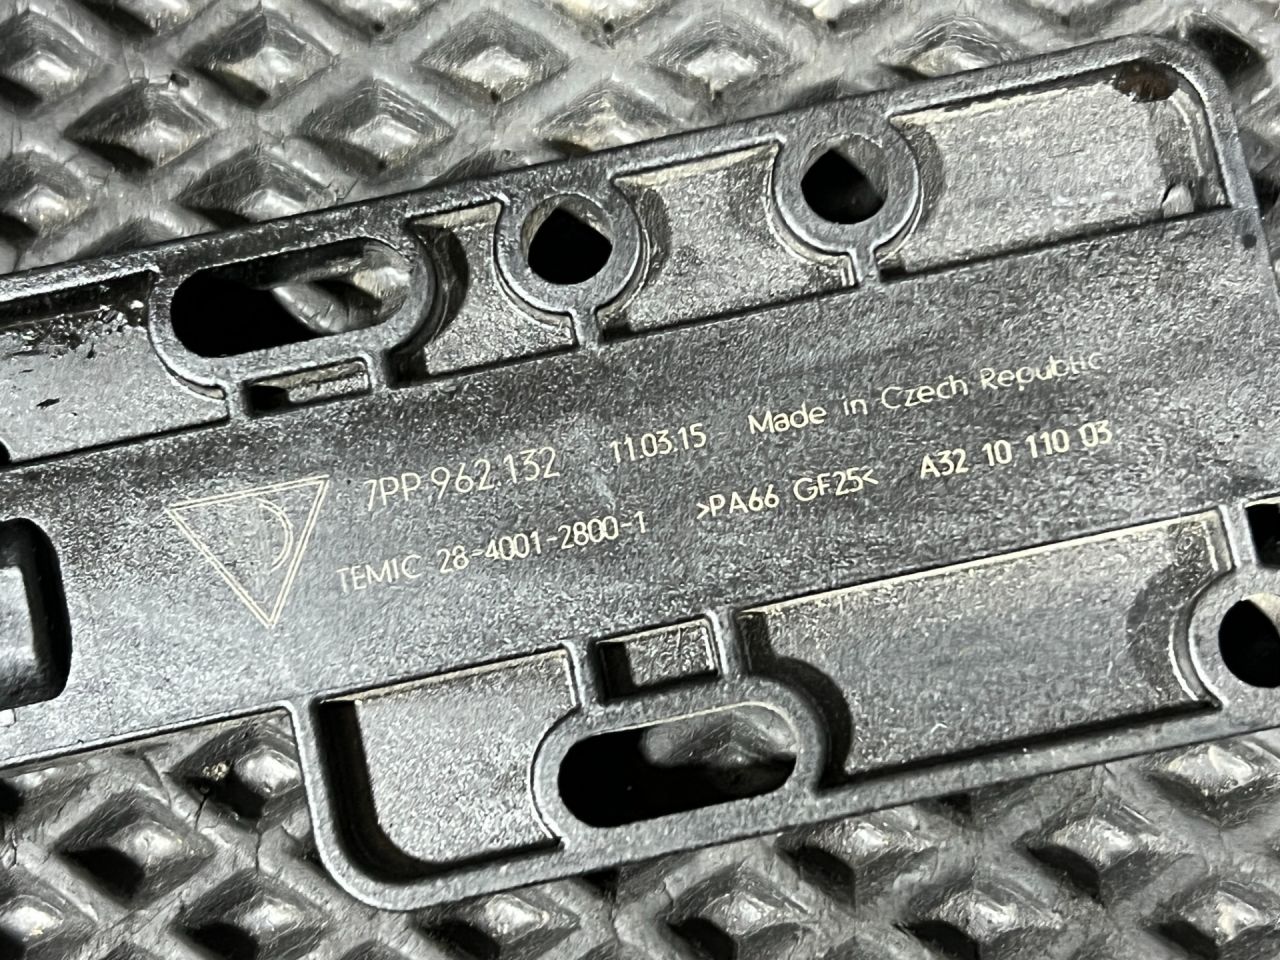 7PP.962.132 11.03.15 Made in Czech Republic
TEMIC 28-4001-2800-1 >PA66 GF25< A32 10 110 03